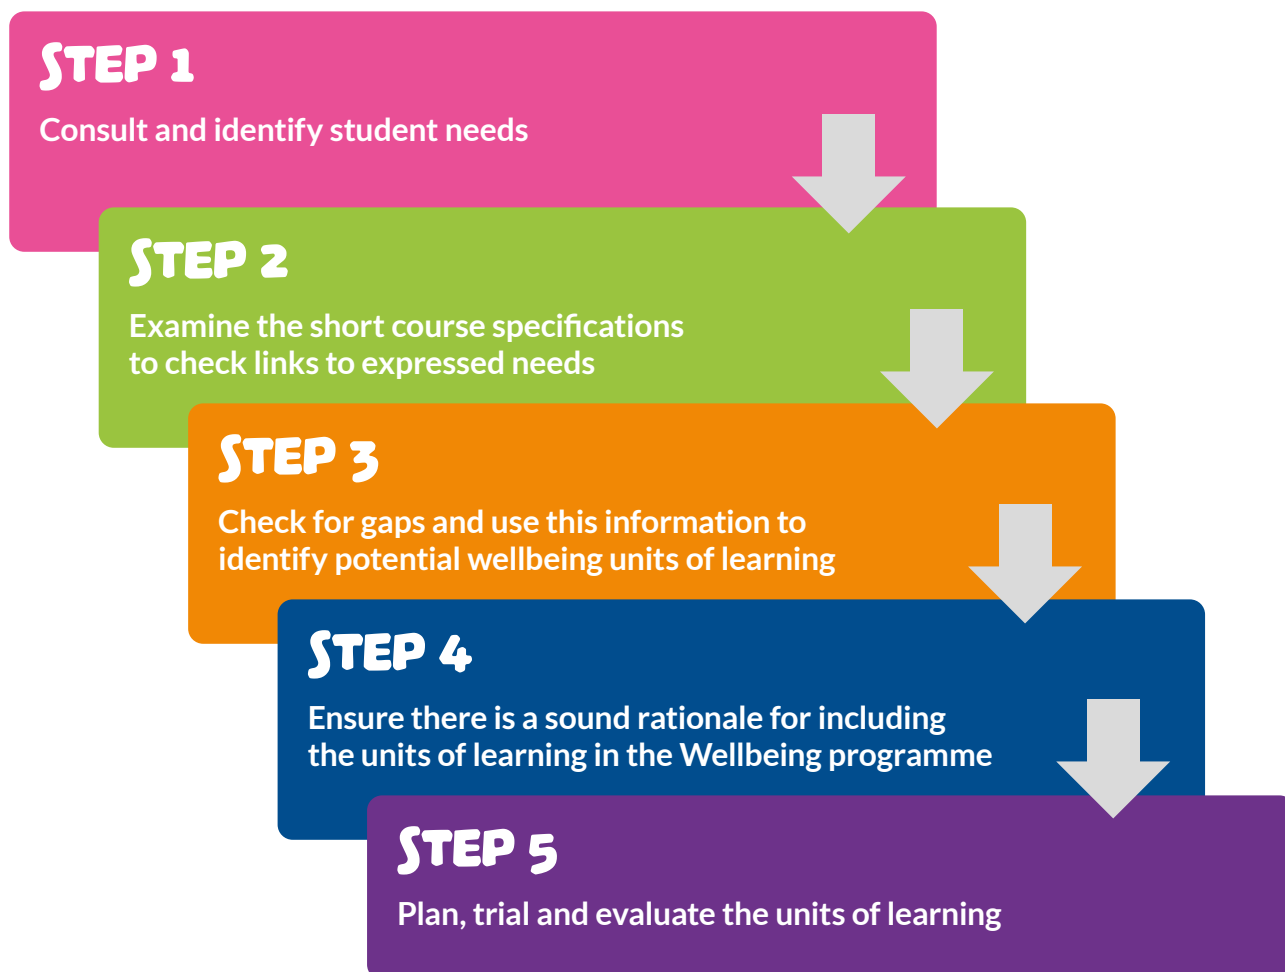 STEP 1
Consult and identify student needs
STEP 2
Examine the short course specifications
to check links to expressed needs
STEP 3
Check for gaps and use this information to
identify potential wellbeing units of learning
STEP 4
Ensure there is a sound rationale for including
the units of learning in the Wellbeing programme
STEP 5
Plan, trial and evaluate the units of learning